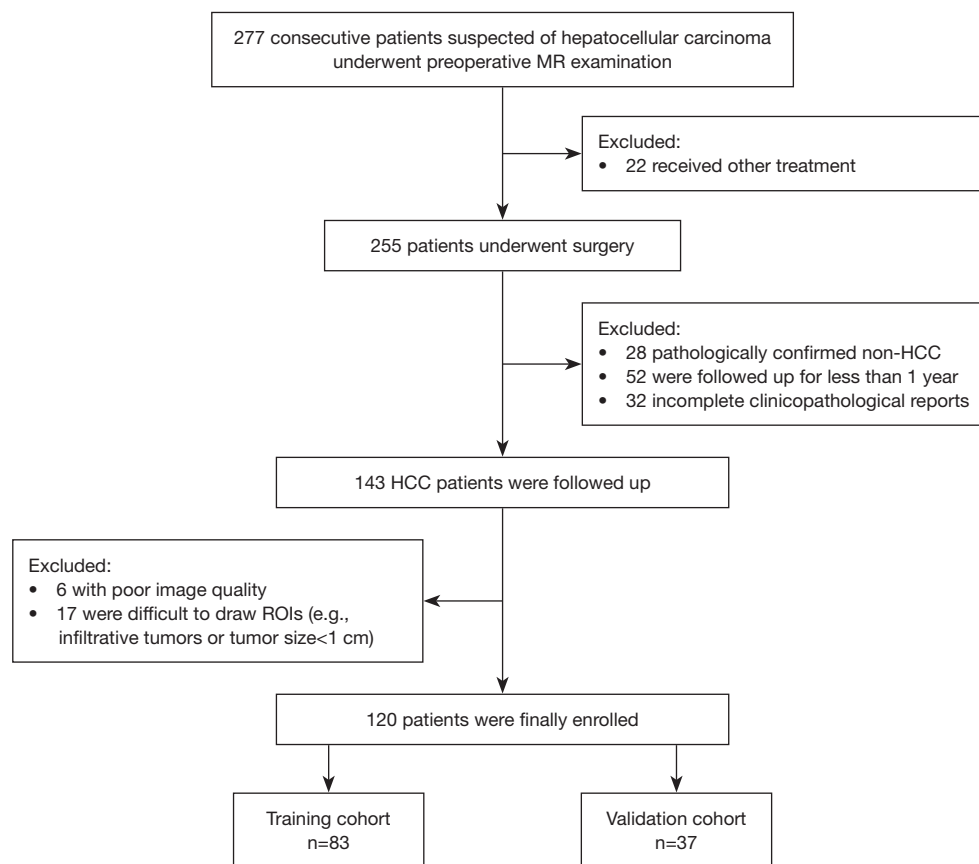 277 consecutive patients suspected of hepatocellular carcinoma
underwent preoperative MR examination
Excluded:
• 22 received other treatment
255 patients underwent surgery
Excluded:
• 28 pathologically confirmed non-HCC
• 52 were followed up for less than 1 year
• 32 incomplete clinicopathological reports
143 HCC patients were followed up
Excluded:
• 6 with poor image quality
• 17 were difficult to draw ROIs (e.g.,
infiltrative tumors or tumor size<1 cm)
120 patients were finally enrolled
Training cohort
n=83
Validation cohort
n=37